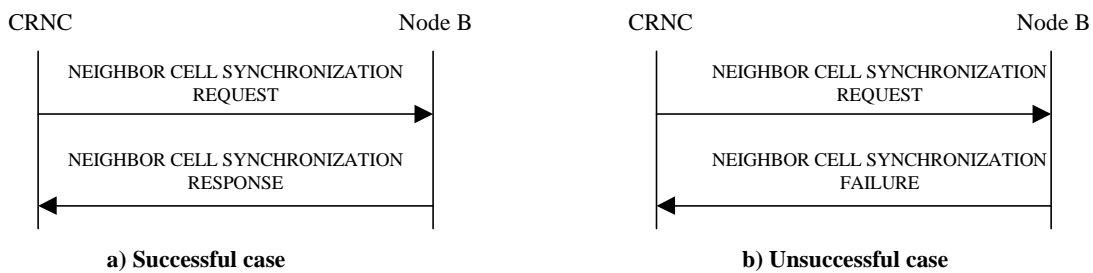 CRNC
Node B
NEIGHBOR CELL SYNCHRONIZATION
REQUEST
NEIGHBOR CELL SYNCHRONIZATION
RESPONSE
a) Successful case
CRNC
Node B
NEIGHBOR CELL SYNCHRONIZATION
REQUEST
NEIGHBOR CELL SYNCHRONIZATION
FAILURE
b) Unsuccessful case